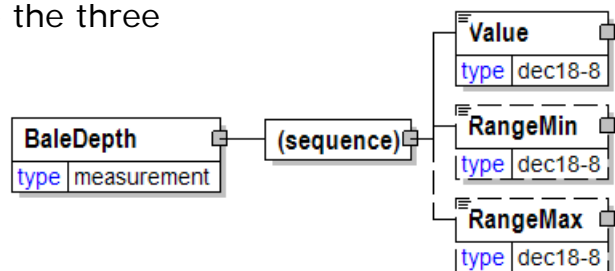 the three
Value
type dec18-8
BaleDepth
type measurement
(sequence)
RangeMin
type dec18-8
RangeMax
type dec18-8